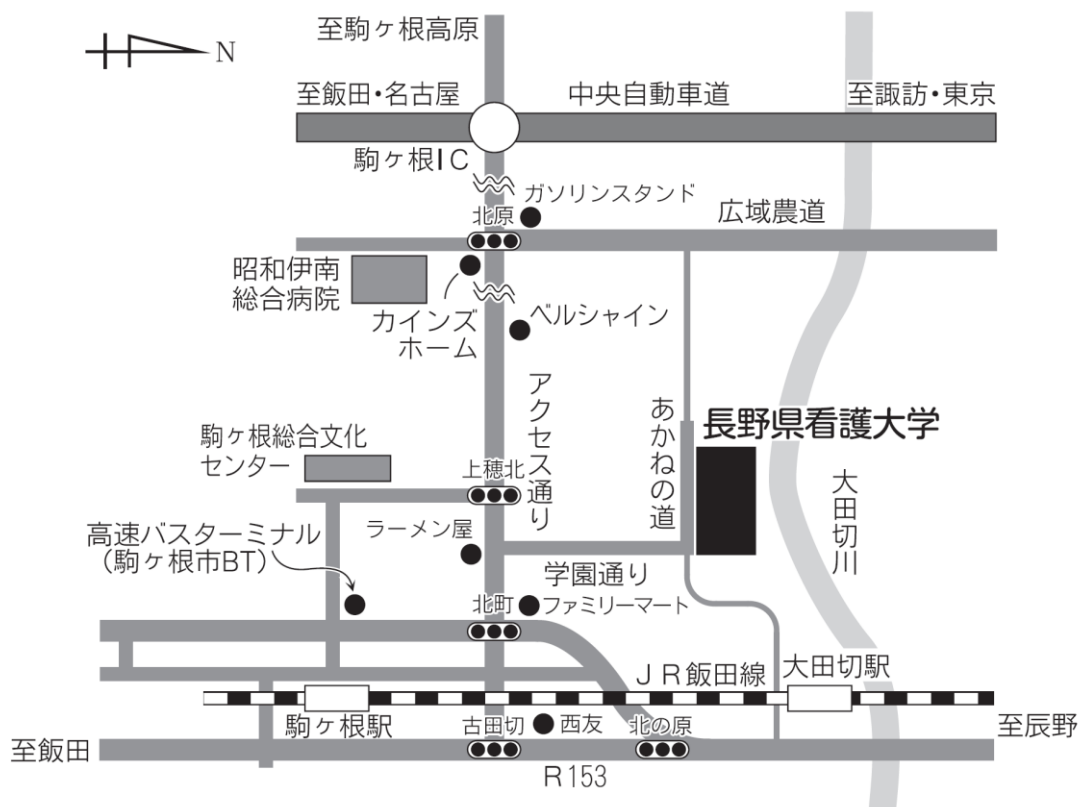 至駒ヶ根高原
N
至飯田・名古屋
中央自動車道
至諏訪・東京
駒ヶ根IC
ガソリンスタンド
北原
広域農道
昭和伊南
総合病院
カインズ
ホーム
ベルシャイン
アクセス通り
あかねの道
長野県看護大学
駒ヶ根総合文化
センター
上穂北
大田切川
高速バスターミナル
（駒ヶ根市BT）
ラーメン屋
学園通り
北町
ファミリーマート
JR飯田線
大田切駅
駒ヶ根駅
古田切
西友
北の原
至辰野
至飯田
R153